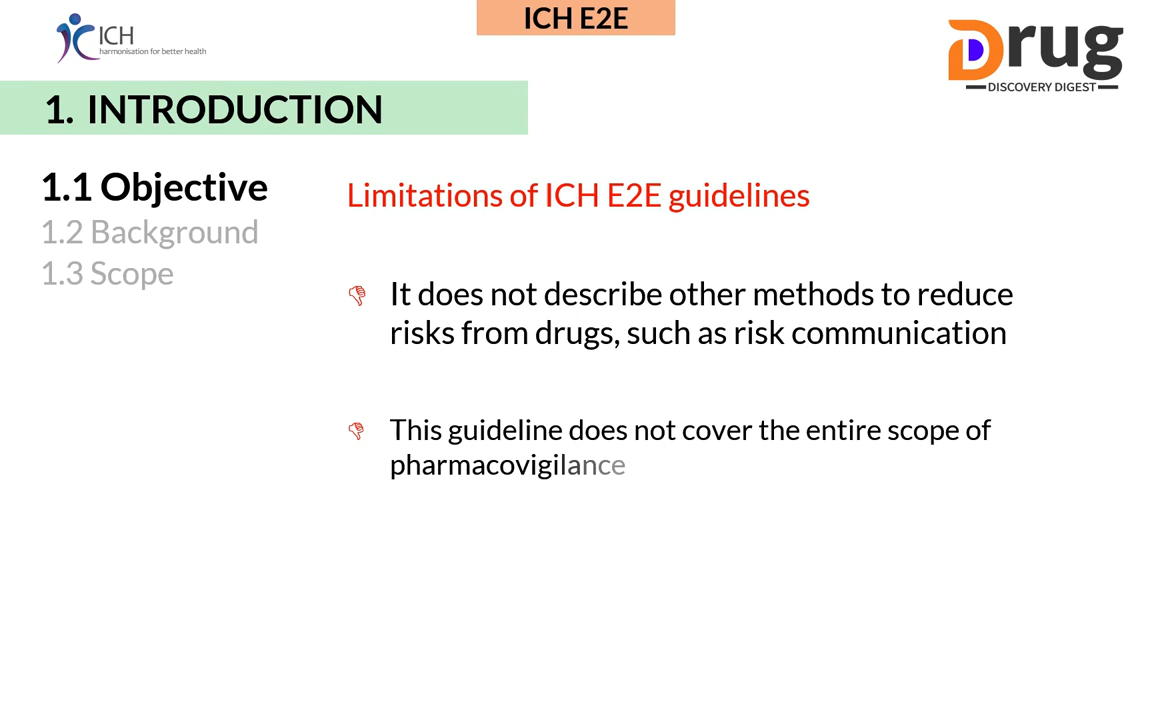 ICH E2E
ICH
harmonisation for better health
Drug
DISCOVERY DIGEST
1. INTRODUCTION
1.1 Objective
1.2 Background
1.3 Scope
Limitations of ICH E2E guidelines
It does not describe other methods to reduce
risks from drugs, such as risk communication
This guideline does not cover the entire scope of
pharmacovigilance